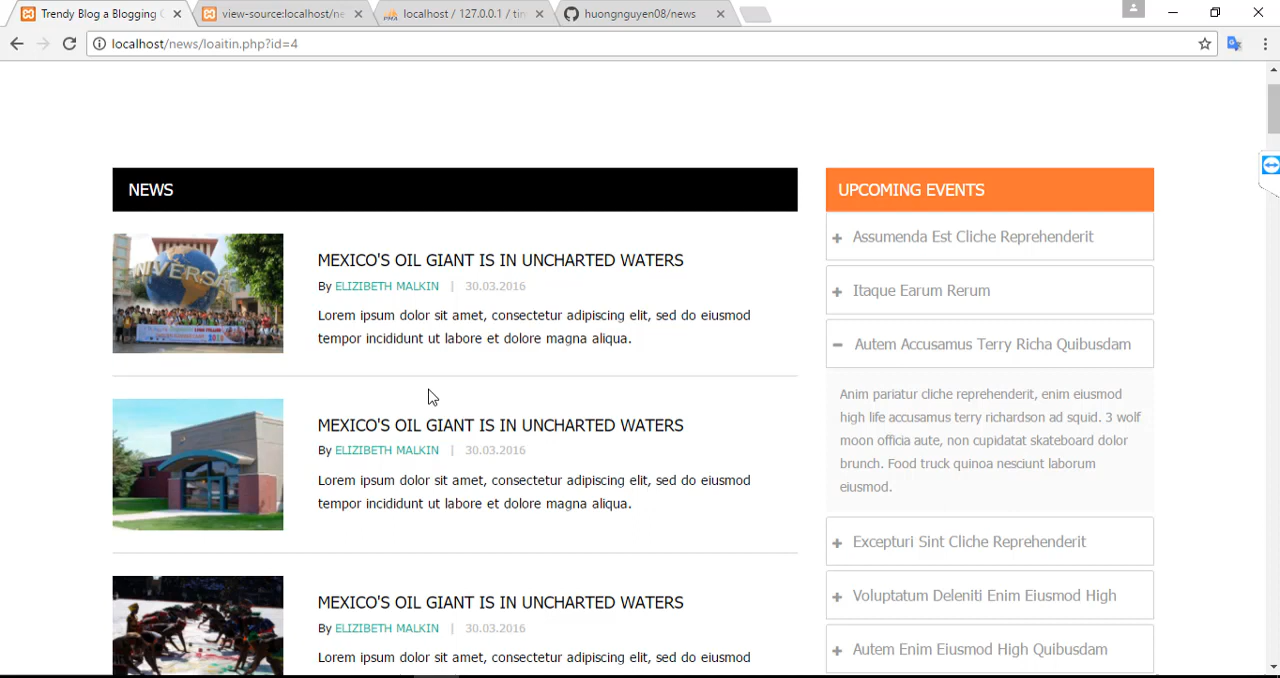 Trendy Blog a Blogging
view-source:localhost/ne
localhost / 127.0.0.1 / tin
huongnguyen08/news
localhost/news/loaitin.php?id=4
NEWS
MEXICO'S OIL GIANT IS IN UNCHARTED WATERS
By ELIZIBETH MALKIN | 30.03.2016
Lorem ipsum dolor sit amet, consectetur adipiscing elit, sed do eiusmod
tempor incididunt ut labore et dolore magna aliqua.
MEXICO'S OIL GIANT IS IN UNCHARTED WATERS
By ELIZIBETH MALKIN | 30.03.2016
Lorem ipsum dolor sit amet, consectetur adipiscing elit, sed do eiusmod
tempor incididunt ut labore et dolore magna aliqua.
MEXICO'S OIL GIANT IS IN UNCHARTED WATERS
By ELIZIBETH MALKIN | 30.03.2016
Lorem ipsum dolor sit amet, consectetur adipiscing elit, sed do eiusmod
UPCOMING EVENTS
Assumenda Est Cliche Reprehenderit
Itaque Earum Rerum
Autem Accusamus Terry Richa Quibusdam
Anim pariatur cliche reprehenderit, enim eiusmod
high life accusamus terry richardson ad squid. 3 wolf
moon officia aute, non cupidatat skateboard dolor
brunch. Food truck quinoa nesciunt laborum
eiusmod.
Excepturi Sint Cliche Reprehenderit
Voluptatum Deleniti Enim Eiusmod High
Autem Enim Eiusmod High Quibusdam